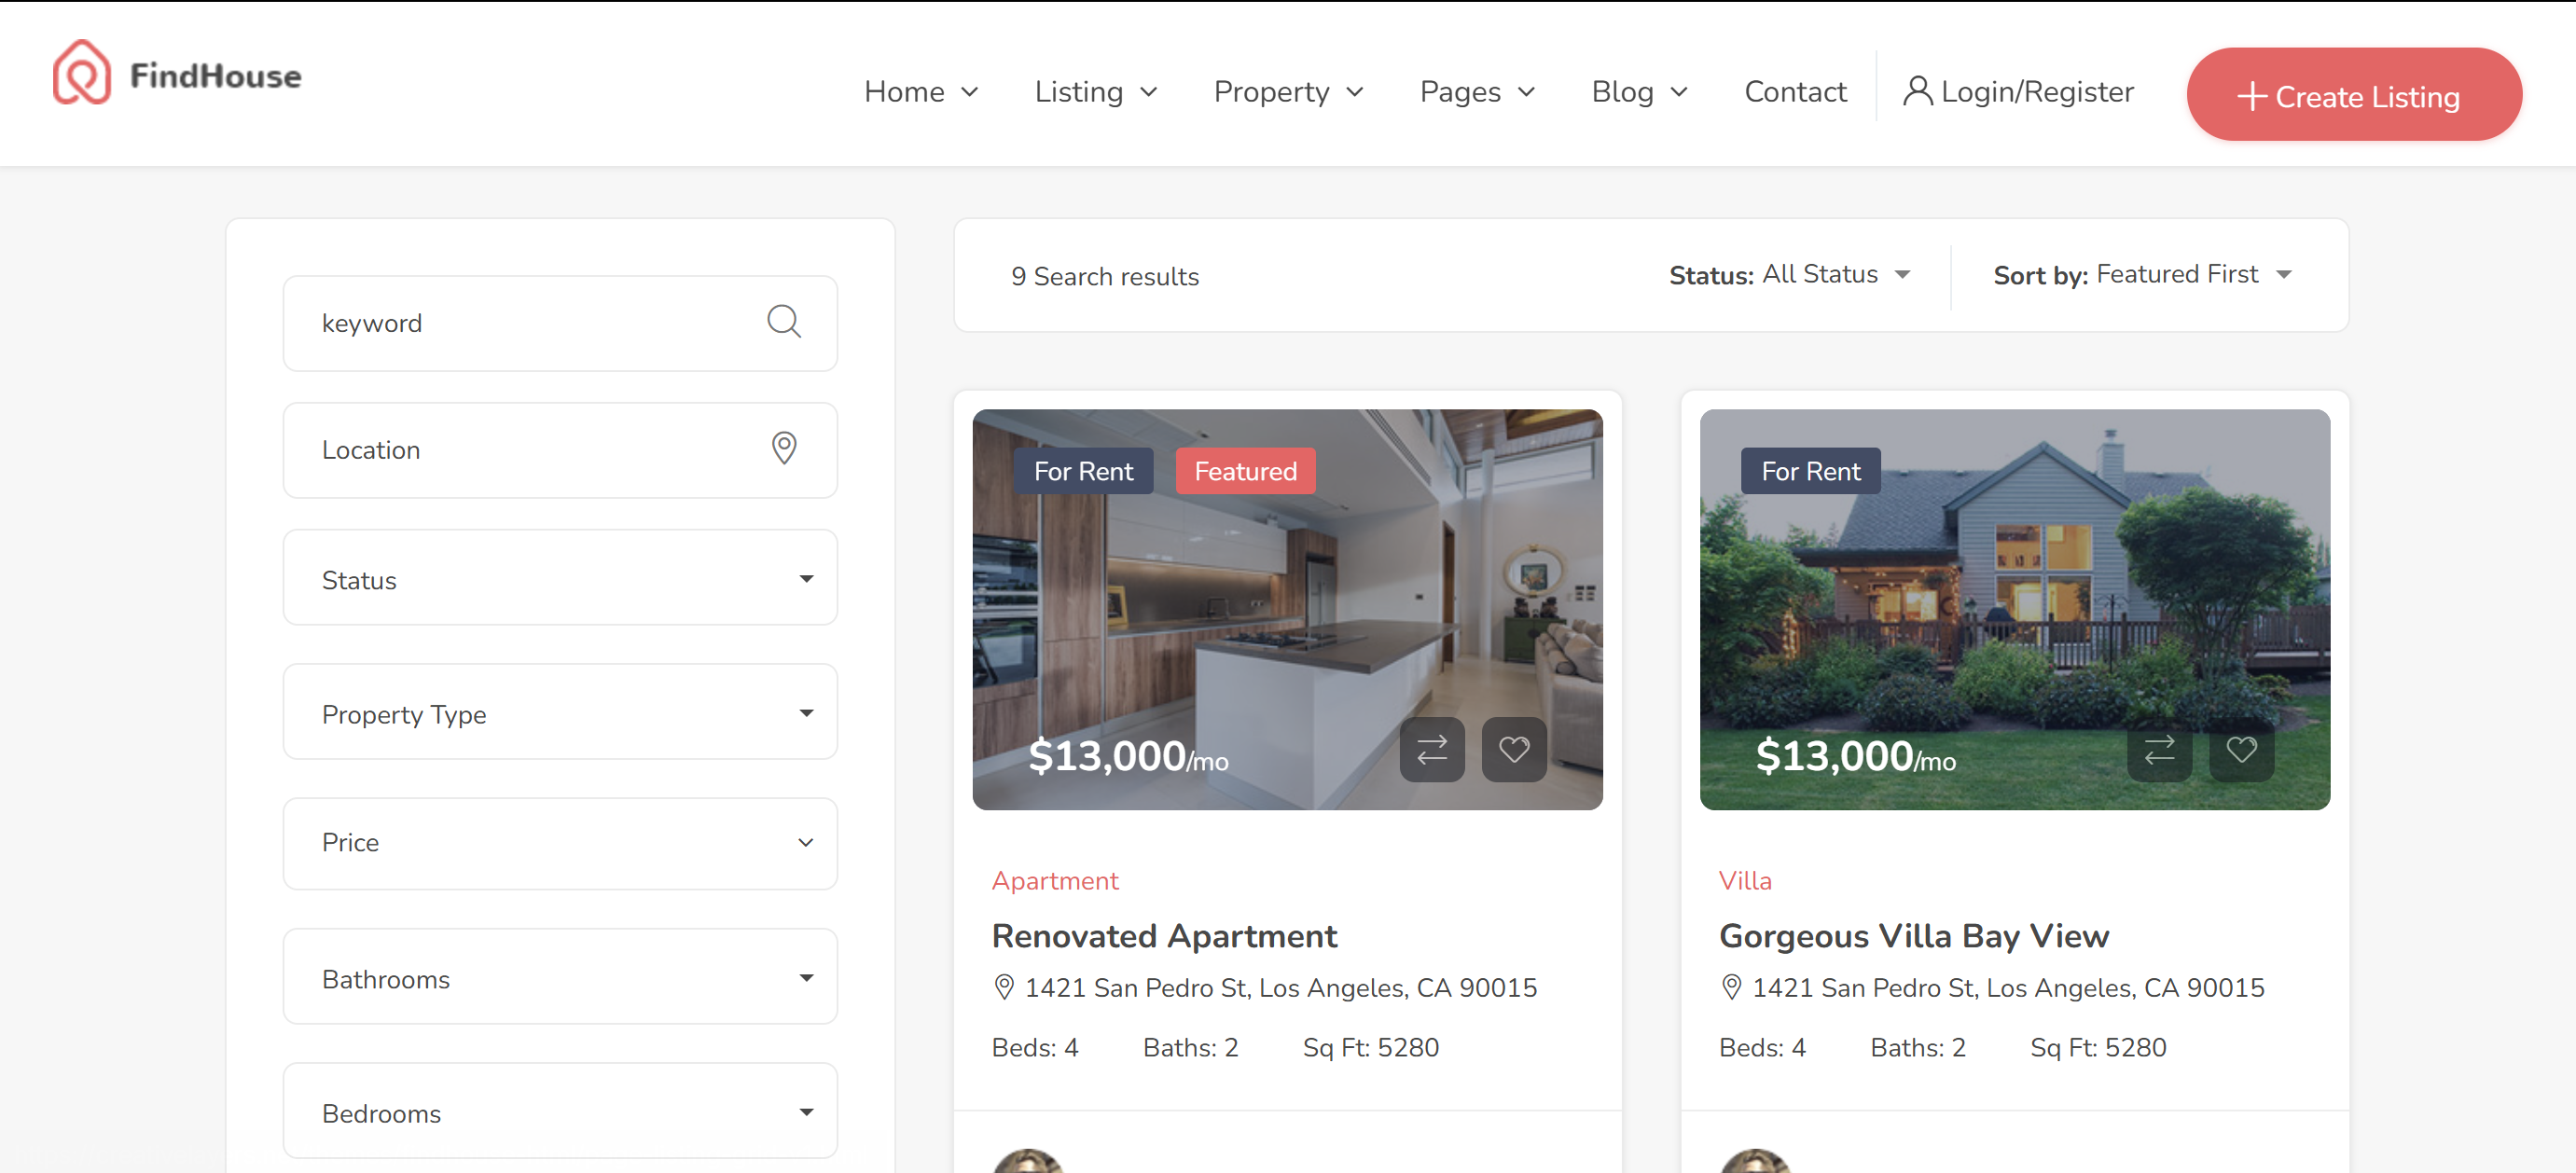 FindHouse
Home
Listing
Property
Pages
Blog
Contact
Login/Register
Create Listing
keyword
Location
Status
Property Type
Price
Bathrooms
Bedrooms
9 Search results
Status: All Status
Sort by: Featured First
For Rent
Featured
$13,000/mo
Apartment
Renovated Apartment
1421 San Pedro St, Los Angeles, CA 90015
Beds: 4
Baths: 2
Sq Ft: 5280
For Rent
$13,000/mo
Villa
Gorgeous Villa Bay View
1421 San Pedro St, Los Angeles, CA 90015
Beds: 4
Baths: 2
Sq Ft: 5280